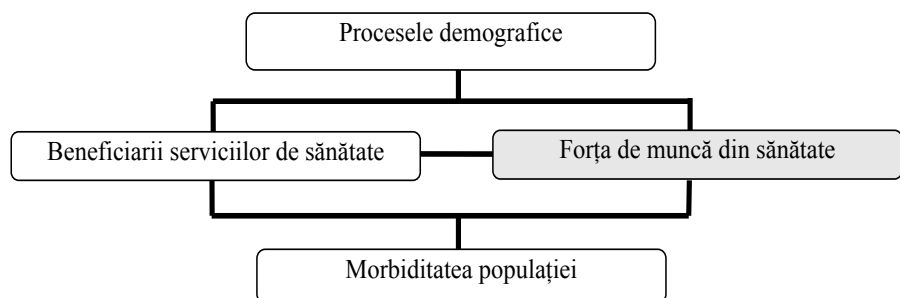 Procesele demografice
Beneficiarii serviciilor de sănătate
Forța de muncă din sănătate
Morbiditatea populației